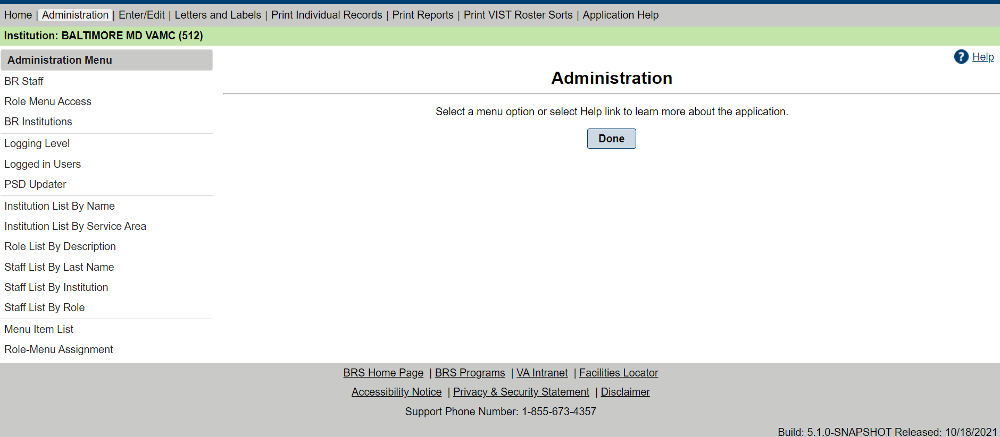 Home | Administration | Enter/Edit | Letters and Labels | Print Individual Records | Print Reports | Print VIST Roster Sorts | Application Help
Institution: BALTIMORE MD VAMC (512)
Administration Menu
BR Staff
Role Menu Access
BR Institutions
Logging Level
Logged in Users
PSD Updater
Institution List By Name
Institution List By Service Area
Role List By Description
Staff List By Last Name
Staff List By Institution
Staff List By Role
Menu Item List
Role-Menu Assignment
? Help
Administration
Select a menu option or select Help link to learn more about the application.
Done
BRS Home Page | BRS Programs | VA Intranet | Facilities Locator
Accessibility Notice | Privacy & Security Statement | Disclaimer
Support Phone Number: 1-855-673-4357
Build: 5.1.0-SNAPSHOT Released: 10/18/2021